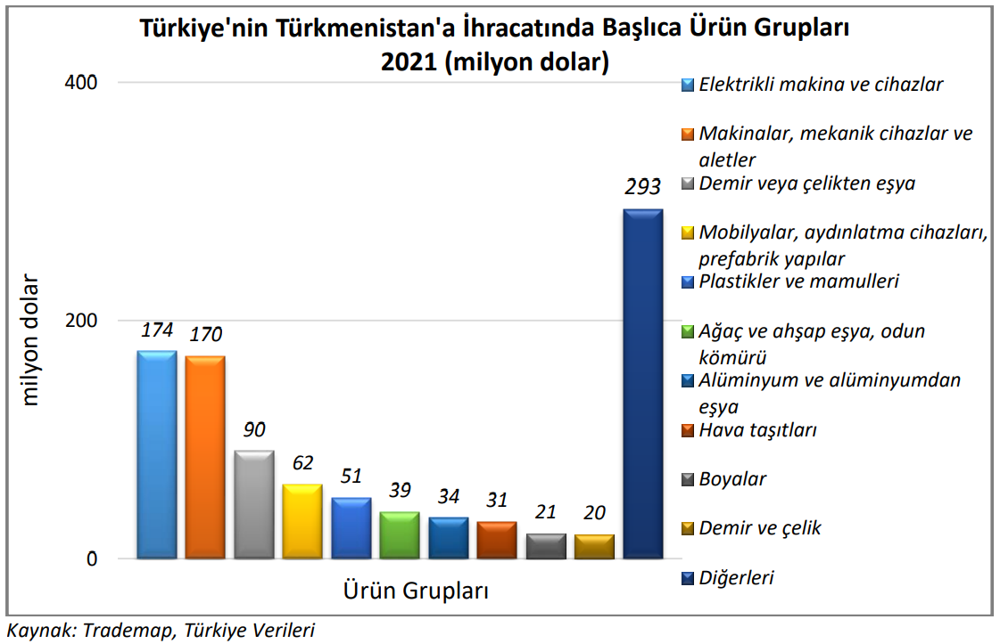 Türkiye'nin Türkmenistan'a İhracatında Başlıca Ürün Grupları
2021 (milyon dolar)
400
200
0
milyon dolar
174
170
90
62
51
39
34
31
21
20
293
Ürün Grupları
Elektrikli makina ve cihazlar
Makinalar, mekanik cihazlar ve
aletler
Demir veya çelikten eşya
Mobilyalar, aydınlatma cihazları,
prefabrik yapılar
Plastikler ve mamulleri
Ağaç ve ahşap eşya, odun
kömürü
Alüminyum ve alüminyumdan
eşya
Hava taşıtları
Boyalar
Demir ve çelik
Diğerleri
Kaynak: Trademap, Türkiye Verileri